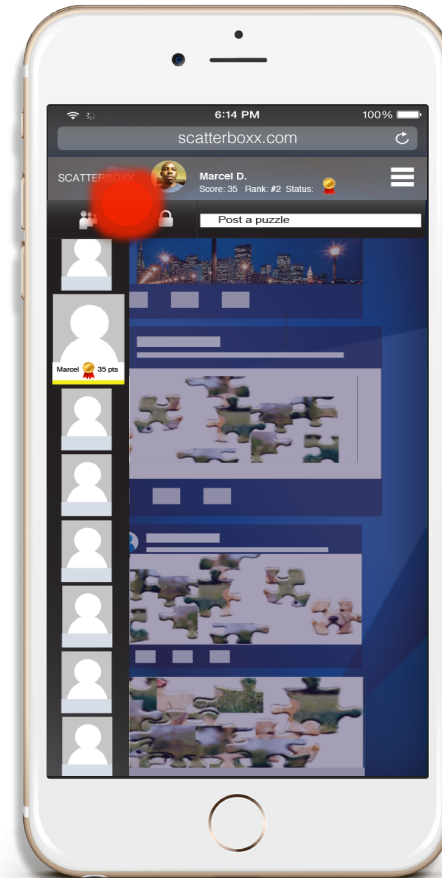 6:14 PM
100%
scatterboxx.com
SCATTERBOXX
Marcel D.
Score: 35 Rank: #2 Status:
Post a puzzle
Marcel 35 pts